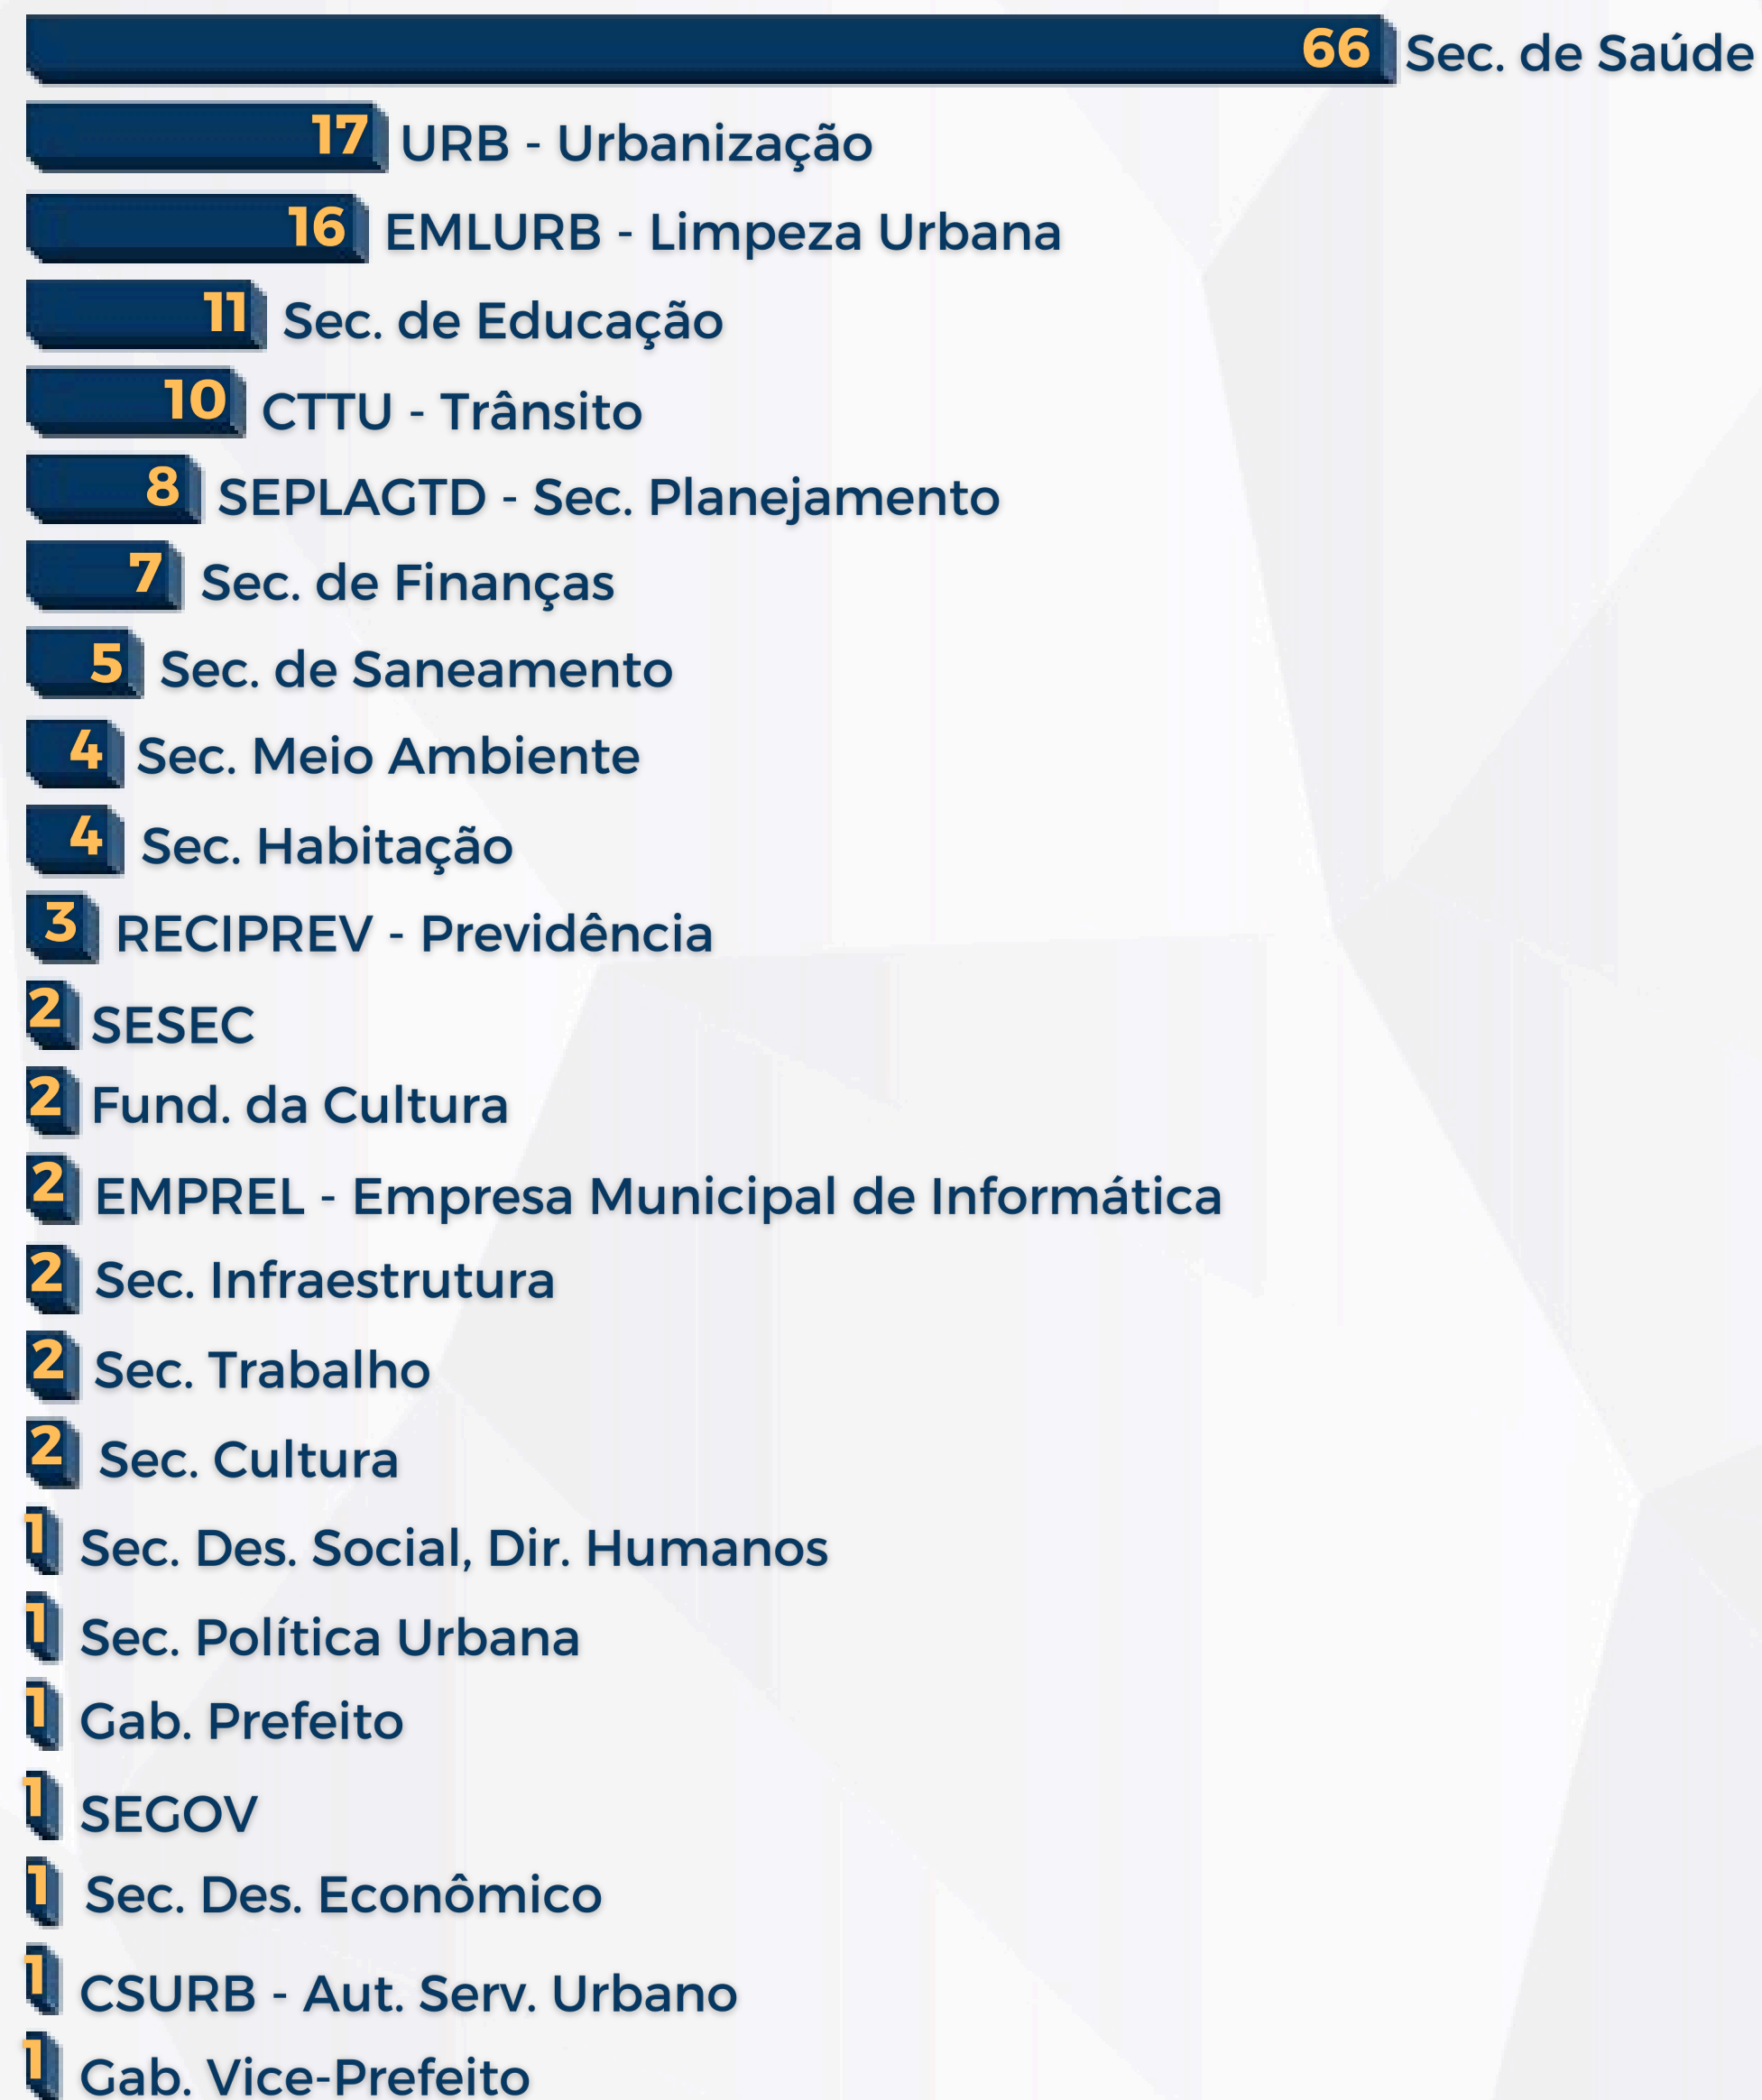 66 Sec. de Saúde
17 URB - Urbanização
16 EMLURB - Limpeza Urbana
11 Sec. de Educação
10 CTTU - Trânsito
8 SEPLAGTD - Sec. Planejamento
7 Sec. de Finanças
5 Sec. de Saneamento
4 Sec. Meio Ambiente
4 Sec. Habitação
3 RECIPREV - Previdência
2 SESEC
2 Fund. da Cultura
2 EMPREL - Empresa Municipal de Informática
2 Sec. Infraestrutura
2 Sec. Trabalho
2 Sec. Cultura
1 Sec. Des. Social, Dir. Humanos
1 Sec. Política Urbana
1 Gab. Prefeito
1 SEGOV
1 Sec. Des. Econômico
1 CSURB - Aut. Serv. Urbano
1 Gab. Vice-Prefeito